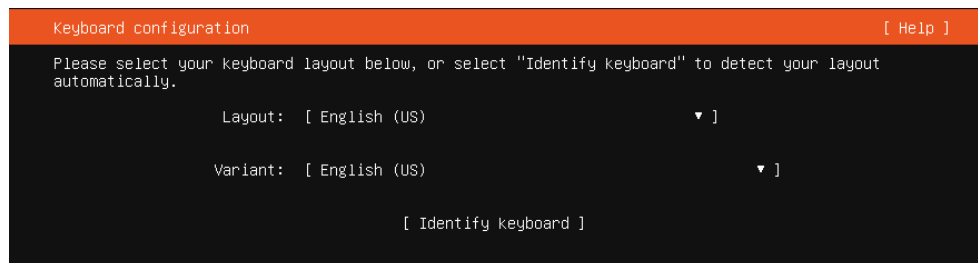 Keyboard configuration [ Help ]
Please select your keyboard layout below, or select "Identify keyboard" to detect your layout
automatically.
Layout: [ English (US) ▾ ]
Variant: [ English (US) ▾ ]
[ Identify keyboard ]